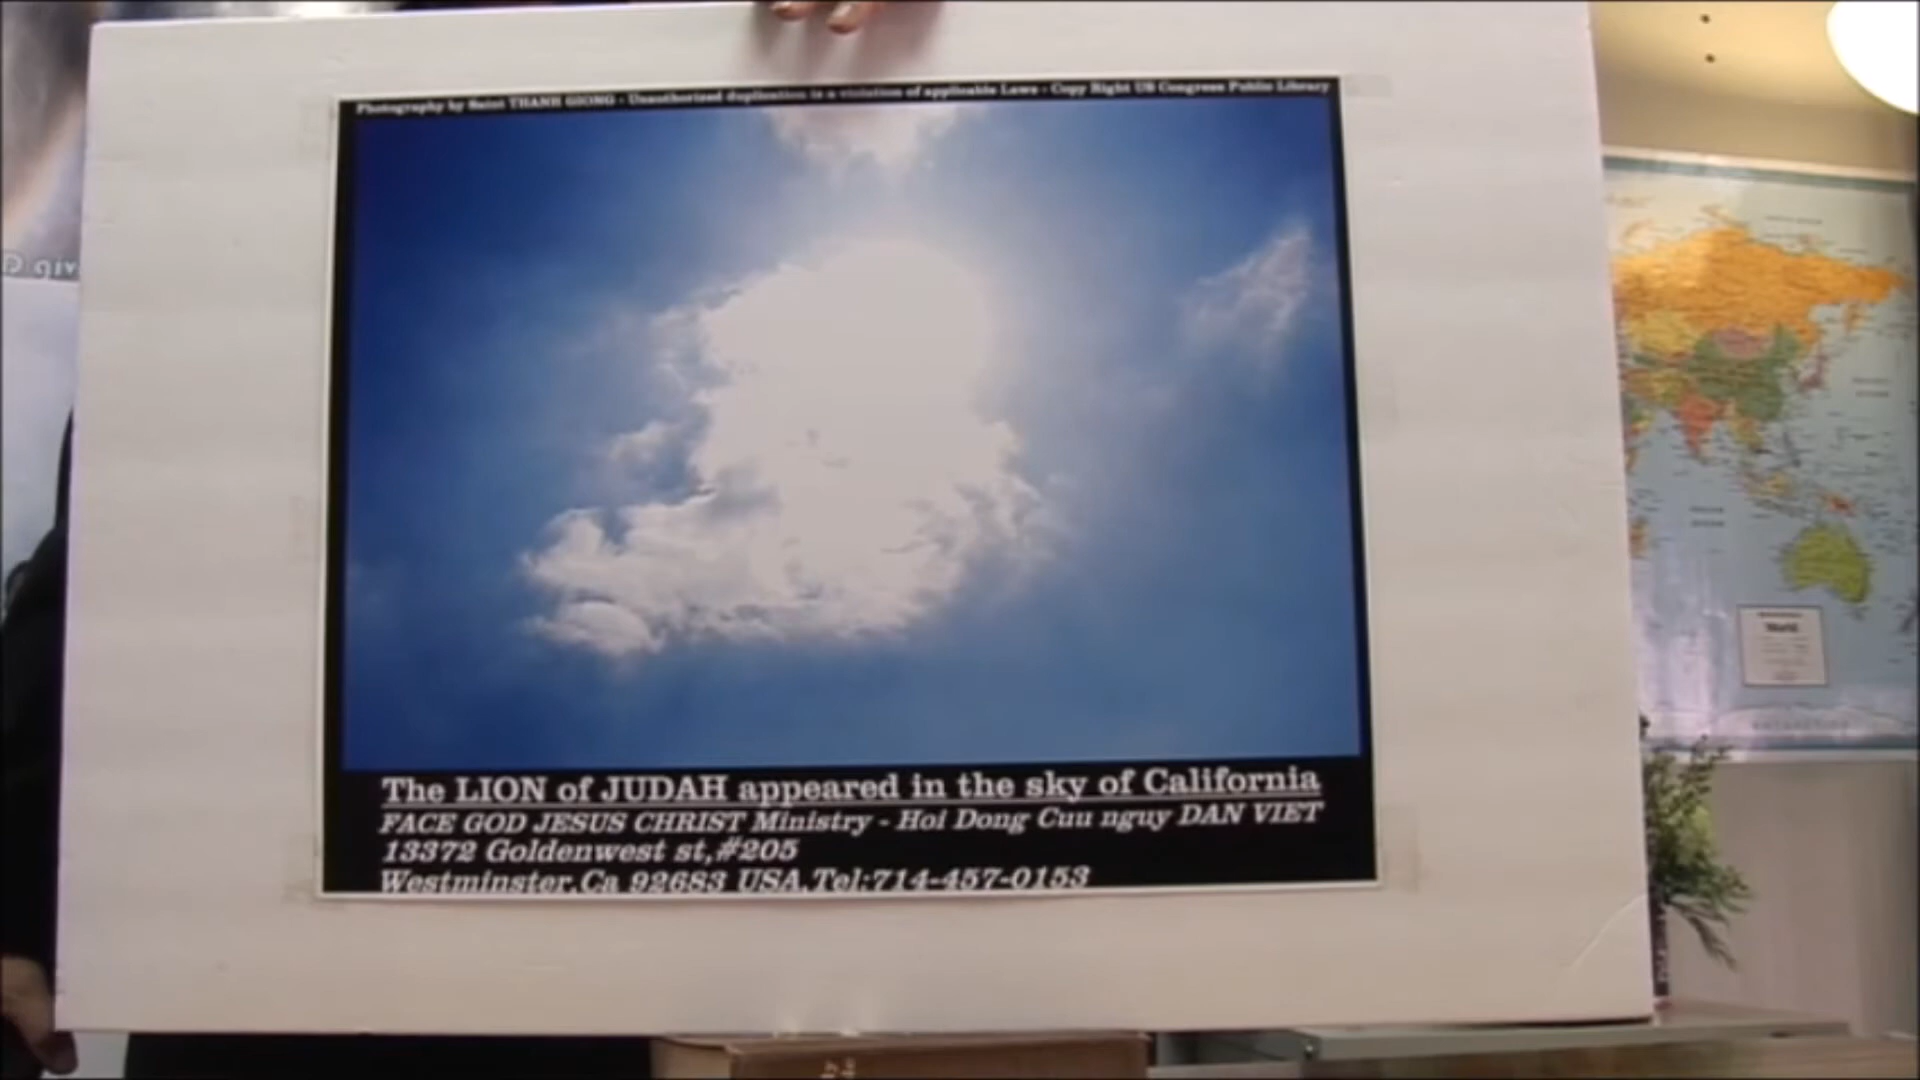 Photography by Saint THANH GIONG - Unauthorized duplication is a violation of applicable Laws - Copy Right US Congress Public Library
The LION of JUDAH appeared in the sky of California
FACE GOD JESUS CHRIST Ministry - Hoi Dong Cuu nguy DAN VIET
13372 Goldenwest st,#205
Westminster,Ca 92683 USA,Tel:714-457-0153
World